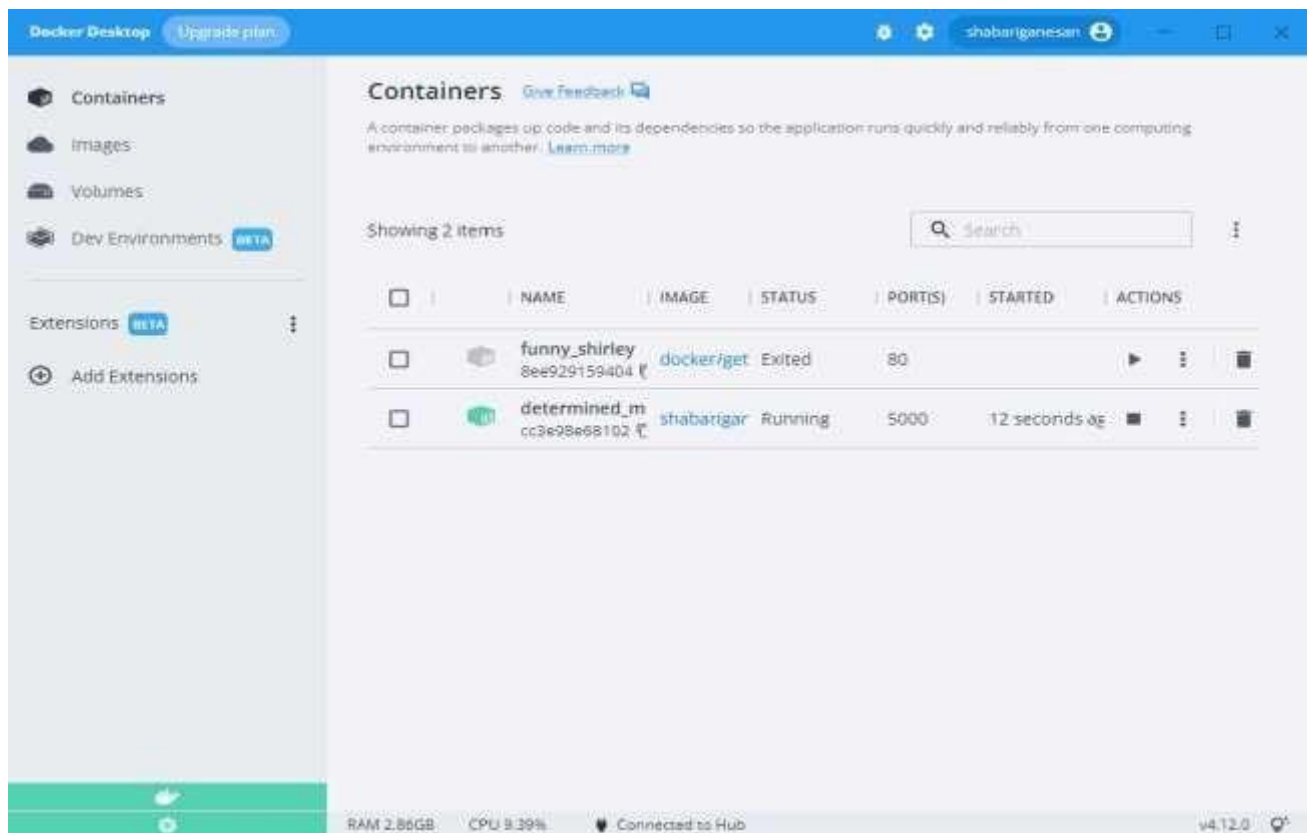 Docker Desktop Upgrade plan shabariganesan
Containers
Images
Volumes
Dev Environments BETA
Extensions BETA
Add Extensions
Containers Give Feedback
A container packages up code and its dependencies so the application runs quickly and reliably from one computing
environment to another. Learn more
Showing 2 items Search
NAME IMAGE STATUS PORT(S) STARTED ACTIONS
funny_shirley docker/get Exited 80
8ee929159404
determined_m shabarigar Running 5000 12 seconds ag
cc3e98e68102
RAM 2.86GB CPU 9.39% Connected to Hub v4.12.0